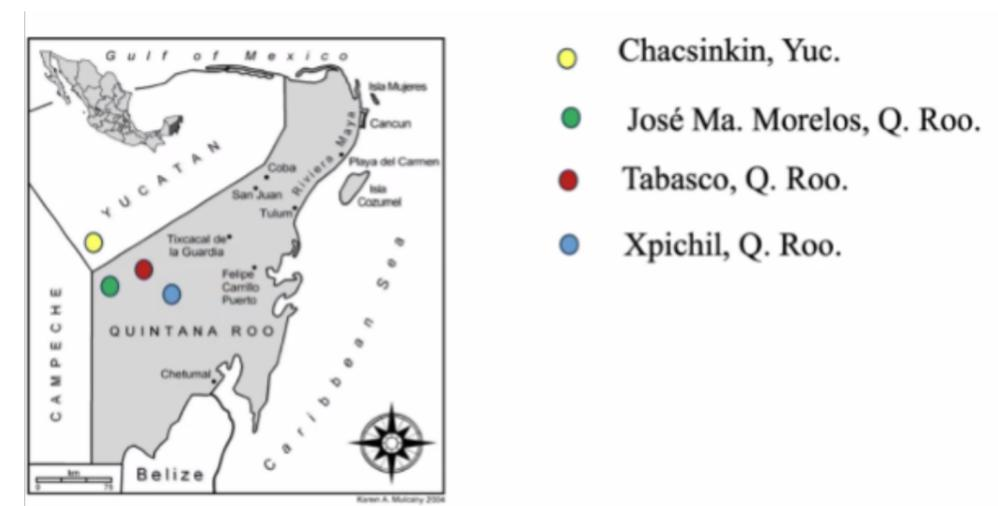 Gulf of Mexico
Isla Mujeres
Cancun
Riviera Maya
Playa del Carmen
YUCATAN
Coba
San Juan
Isla
Cozumel
Tulum
Tixcacal de
la Guardia
Felipe
Carrillo
Puerto
CAMPECHE
QUINTANA ROO
Caribbean Sea
Chetumal
Belize
km
0 75
Karen A. Mulcahy 2004
Chacsinkin, Yuc.
José Ma. Morelos, Q. Roo.
Tabasco, Q. Roo.
Xpichil, Q. Roo.